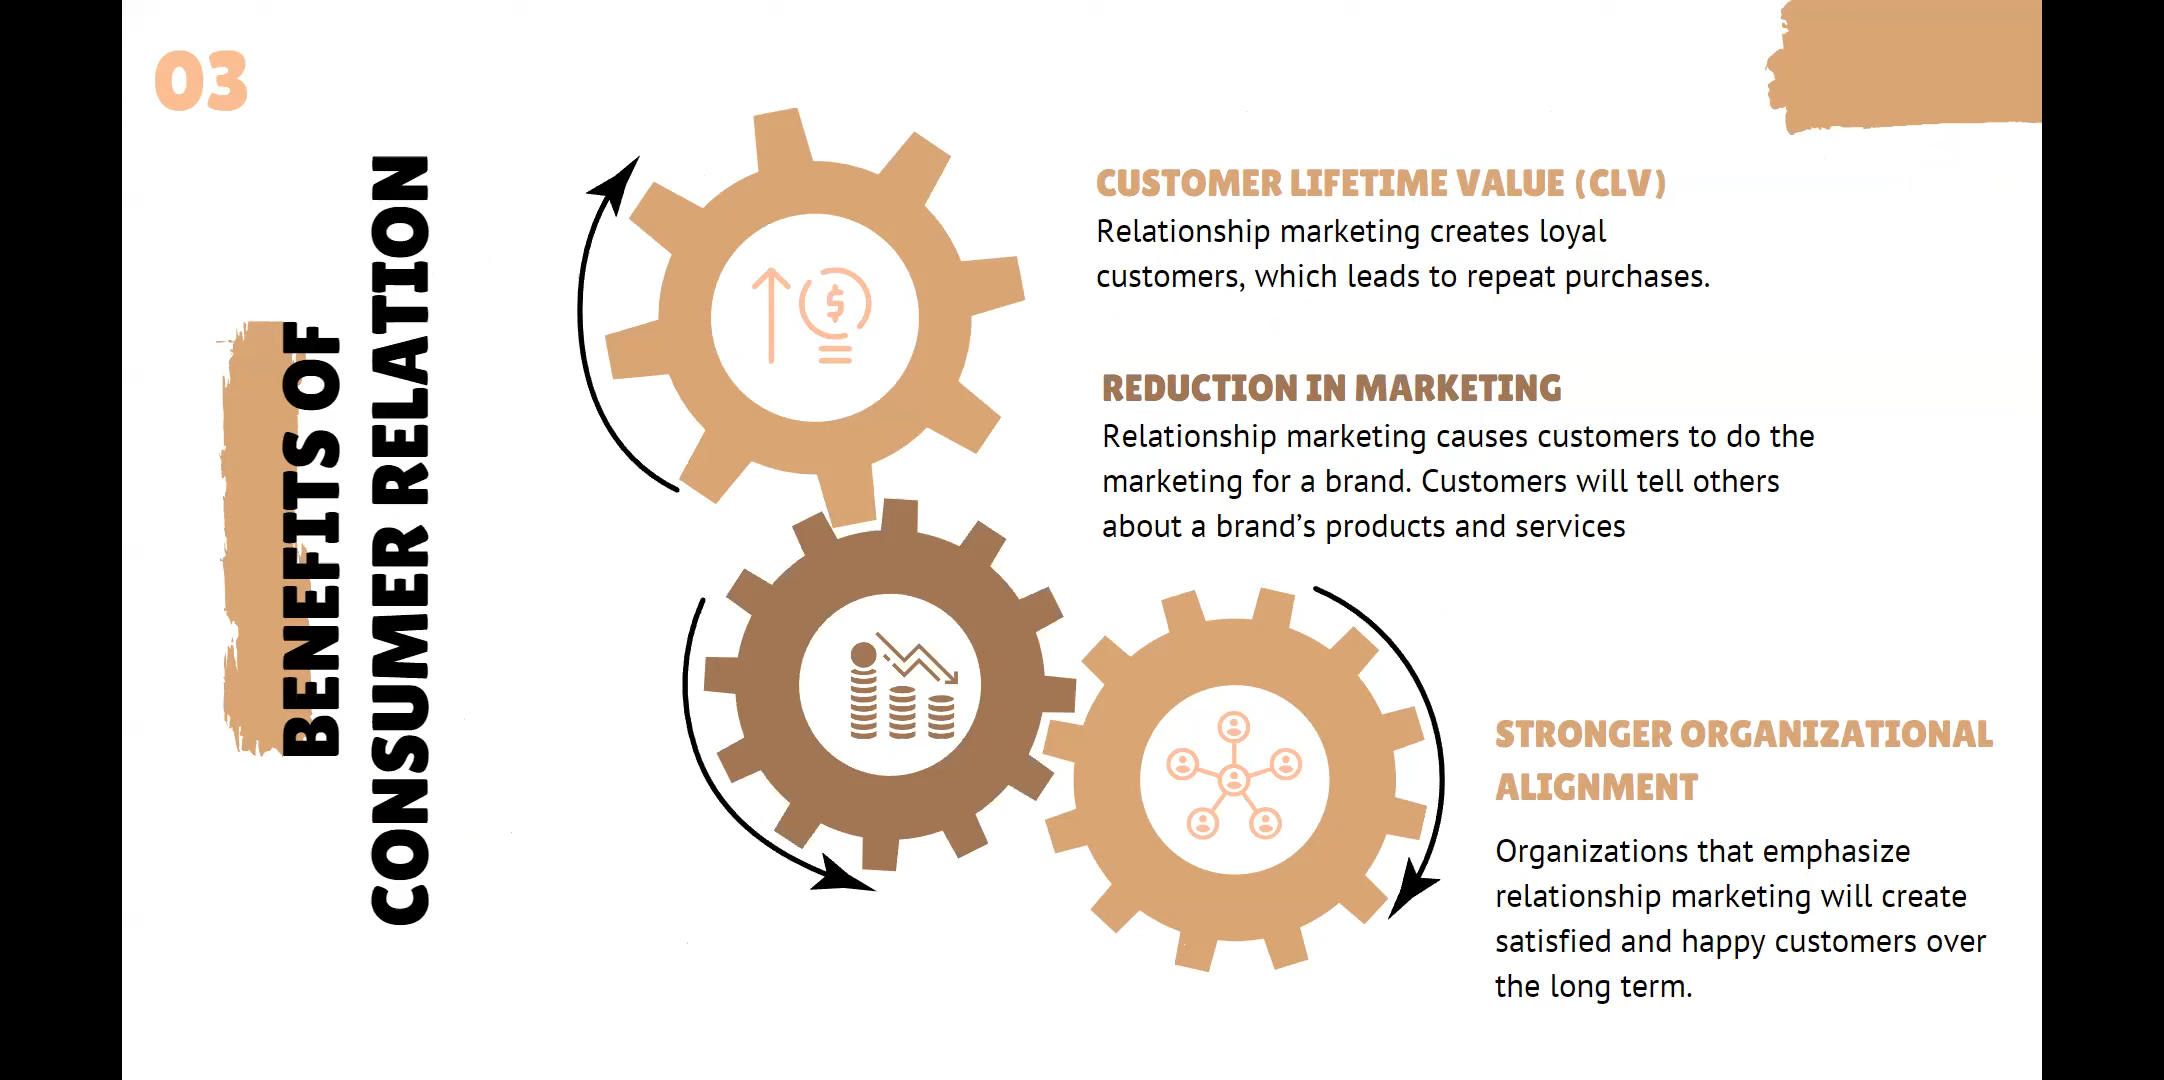 03
BENEFITS OF
CONSUMER RELATION
CUSTOMER LIFETIME VALUE (CLV)
Relationship marketing creates loyal
customers, which leads to repeat purchases.
REDUCTION IN MARKETING
Relationship marketing causes customers to do the
marketing for a brand. Customers will tell others
about a brand’s products and services
$
STRONGER ORGANIZATIONAL
ALIGNMENT
Organizations that emphasize
relationship marketing will create
satisfied and happy customers over
the long term.